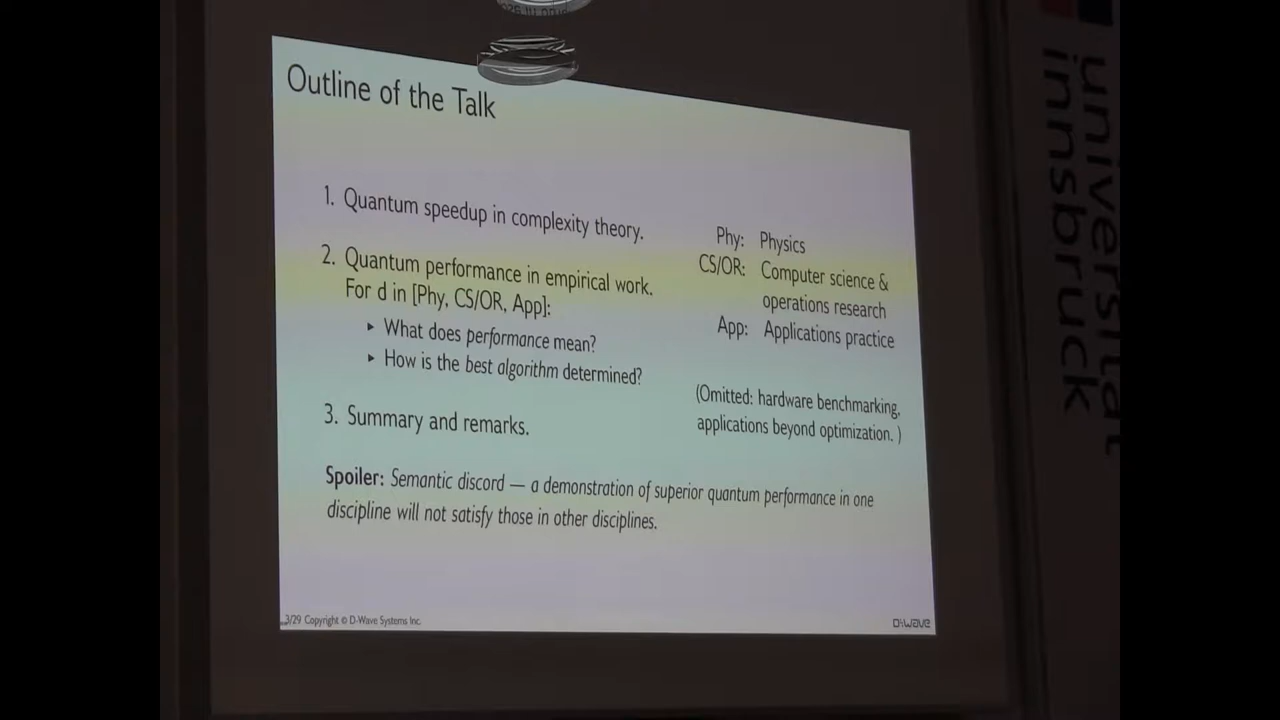 Outline of the Talk
1. Quantum speedup in complexity theory.
2. Quantum performance in empirical work.
For d in [Phy, CS/OR, App]:
▸ What does performance mean?
▸ How is the best algorithm determined?
3. Summary and remarks.
Phy: Physics
CS/OR: Computer science &
operations research
App: Applications practice
(Omitted: hardware benchmarking,
applications beyond optimization. )
Spoiler: Semantic discord — a demonstration of superior quantum performance in one
discipline will not satisfy those in other disciplines.
3/29 Copyright © D-Wave Systems Inc.
D:wave
universität
innsbruck